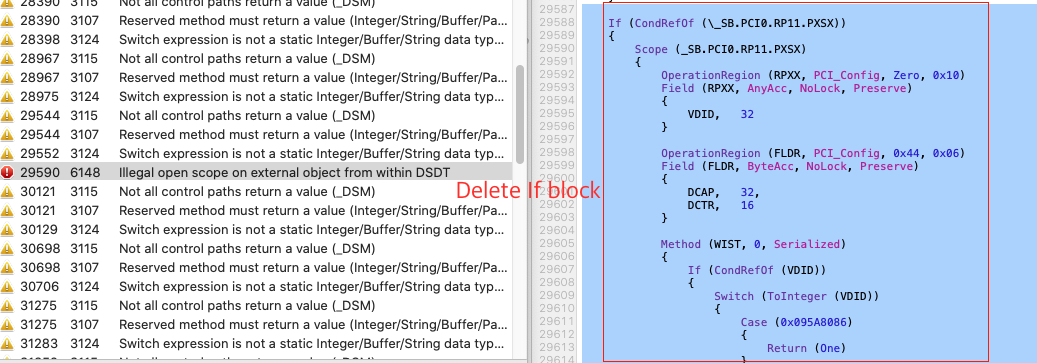 28390 3115 Not all control paths return a value (_DSM)
28390 3107 Reserved method must return a value (Integer/String/Buffer/Pa...
28398 3124 Switch expression is not a static Integer/Buffer/String data typ...
28967 3115 Not all control paths return a value (_DSM)
28967 3107 Reserved method must return a value (Integer/String/Buffer/Pa...
28975 3124 Switch expression is not a static Integer/Buffer/String data typ...
29544 3115 Not all control paths return a value (_DSM)
29544 3107 Reserved method must return a value (Integer/String/Buffer/Pa...
29552 3124 Switch expression is not a static Integer/Buffer/String data typ...
29590 6148 Illegal open scope on external object from within DSDT
30121 3115 Not all control paths return a value (_DSM)
30121 3107 Reserved method must return a value (Integer/String/Buffer/Pa...
30129 3124 Switch expression is not a static Integer/Buffer/String data typ...
30698 3115 Not all control paths return a value (_DSM)
30698 3107 Reserved method must return a value (Integer/String/Buffer/Pa...
30706 3124 Switch expression is not a static Integer/Buffer/String data typ...
31275 3115 Not all control paths return a value (_DSM)
31275 3107 Reserved method must return a value (Integer/String/Buffer/Pa...
31283 3124 Switch expression is not a static Integer/Buffer/String data typ...
Delete If block
29587
29588 If (CondRefOf (\_SB.PCI0.RP11.PXSX))
29589 {
29590 Scope (_SB.PCI0.RP11.PXSX)
29591 {
29592 OperationRegion (RPXX, PCI_Config, Zero, 0x10)
29593 Field (RPXX, AnyAcc, NoLock, Preserve)
29594 {
29595 VDID, 32
29596 }
29597
29598 OperationRegion (FLDR, PCI_Config, 0x44, 0x06)
29599 Field (FLDR, ByteAcc, NoLock, Preserve)
29600 {
29601 DCAP, 32,
29602 DCTR, 16
29603 }
29604
29605 Method (WIST, 0, Serialized)
29606 {
29607 If (CondRefOf (VDID))
29608 {
29609 Switch (ToInteger (VDID))
29610 {
29611 Case (0x095A8086)
29612 {
29613 Return (One)
29614 }